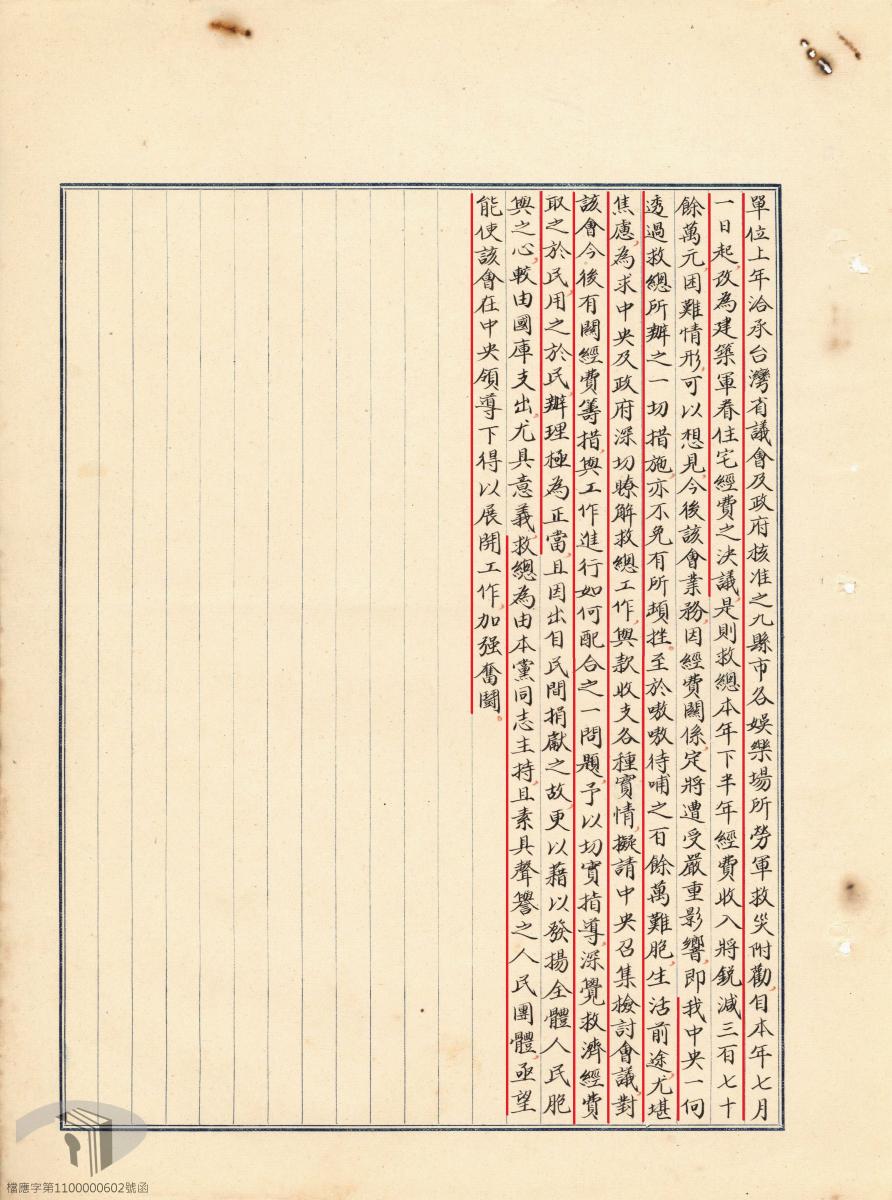 單位上年洽承台灣省議會及政府核准之九縣市各娛樂場所勞軍救災附勸,自本年七月
一日起,改為建築軍眷住宅經費之決議,是則救總本年下半年經費收入將銳減三百七十
餘萬元,困難情形,可以想見,今後該會業務,因經費關係,定將遭受嚴重影響,即我中央一向
透過救總所辦之一切措施,亦不免有所頓挫。至於嗷嗷待哺之百餘萬難胞,生活前途,尤堪
焦慮,為求中央及政府深切瞭解救總工作,與款收支各種實情,擬請中央召集檢討會議,對
該會今後有關經費籌措,與工作進行如何配合之一問題,予以切實指導,深覺救濟經費
取之於民,用之於民,辦理極為正當,且因出自民間捐獻之故,更以藉以發揚全體人民胞
與之心,較由國庫支出,尤具意義,救總為由本黨同志主持,且素具聲譽之人民團體,亟望
能使該會在中央領導下得以展開工作,加强奮鬪。
檔應字第1100000602號函